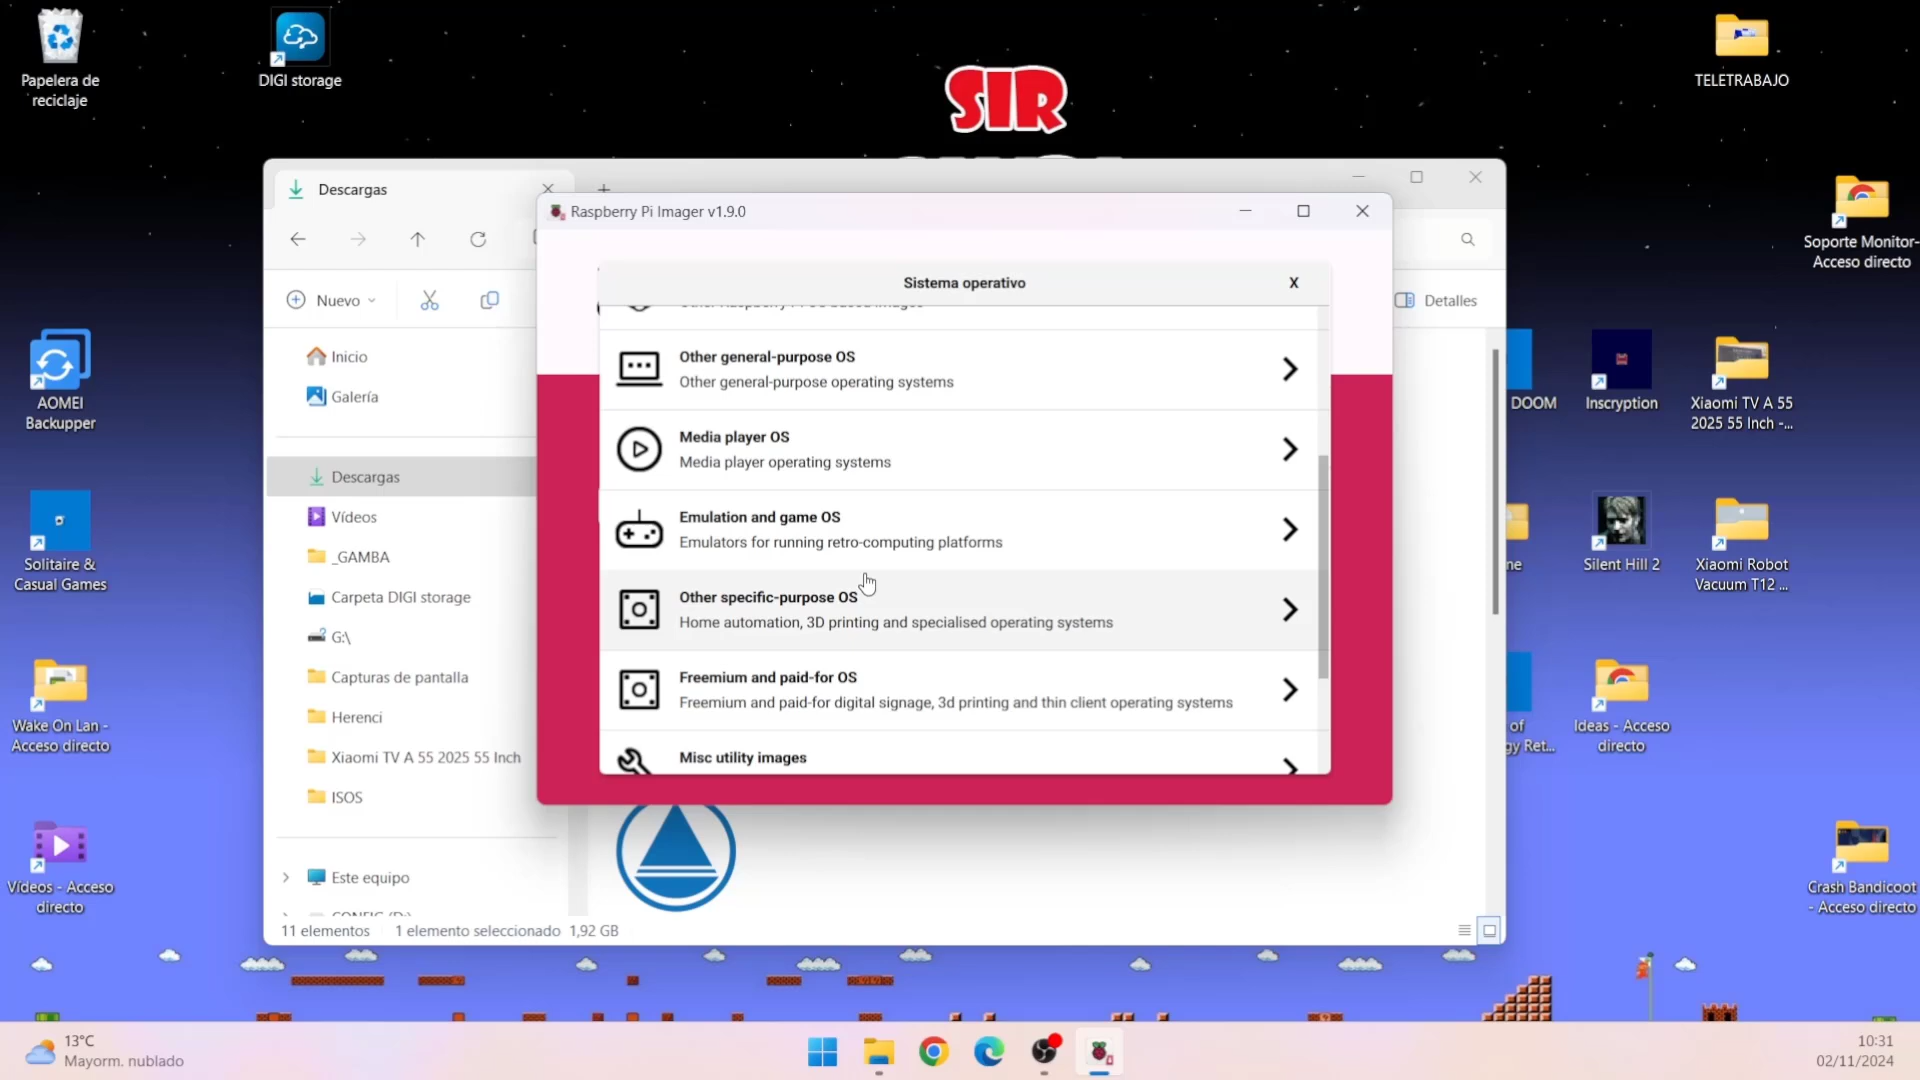 Papelera de
reciclaje
DIGI storage
SIR
TELETRABAJO
Soporte Monitor-
Acceso directo
AOMEI
Backupper
DOOM
Inscryption
Xiaomi TV A 55
2025 55 Inch -...
Solitaire &
Casual Games
Silent Hill 2
Xiaomi Robot
Vacuum T12 ...
Wake On Lan -
Acceso directo
Ideas - Acceso
directo
Vídeos - Acceso
directo
Crash Bandicoot
- Acceso directo
Descargas
Nuevo
Detalles
Inicio
Galería
Descargas
Vídeos
_GAMBA
Carpeta DIGI storage
G:\
Capturas de pantalla
Herenci
Xiaomi TV A 55 2025 55 Inch
ISOS
Este equipo
11 elementos
1 elemento seleccionado 1,92 GB
Raspberry Pi Imager v1.9.0
Sistema operativo
X
Other general-purpose OS
Other general-purpose operating systems
Media player OS
Media player operating systems
Emulation and game OS
Emulators for running retro-computing platforms
Other specific-purpose OS
Home automation, 3D printing and specialised operating systems
Freemium and paid-for OS
Freemium and paid-for digital signage, 3d printing and thin client operating systems
Misc utility images
13°C
Mayorm. nublado
10:31
02/11/2024